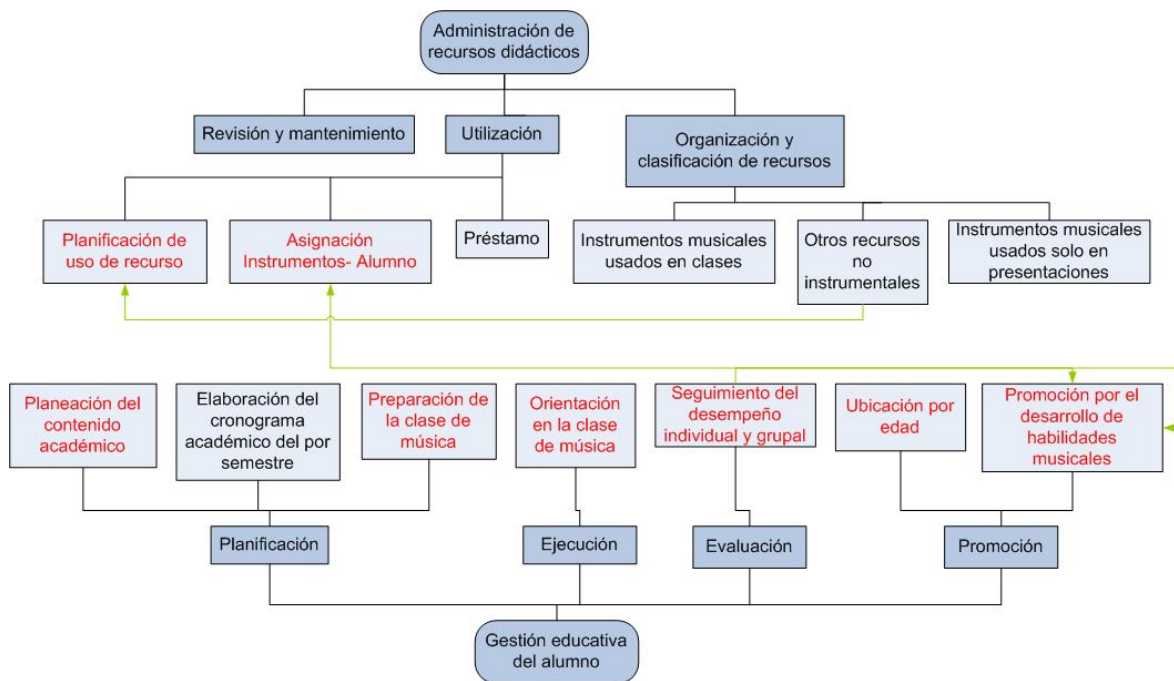 Administración de
recursos didácticos
Revisión y mantenimiento
Utilización
Organización y
clasificación de recursos
Planificación de
uso de recurso
Asignación
Instrumentos- Alumno
Préstamo
Instrumentos musicales
usados en clases
Otros recursos
no
instrumentales
Instrumentos musicales
usados solo en
presentaciones
Planeación del
contenido
académico
Elaboración del
cronograma
académico del por
semestre
Preparación de
la clase de
música
Orientación
en la clase
de música
Seguimiento del
desempeño
individual y grupal
Ubicación por
edad
Promoción por el
desarrollo de
habilidades
musicales
Planificación
Ejecución
Evaluación
Promoción
Gestión educativa
del alumno